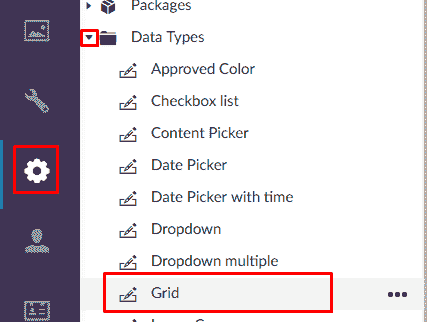 Packages
Data Types
Approved Color
Checkbox list
Content Picker
Date Picker
Date Picker with time
Dropdown
Dropdown multiple
Grid